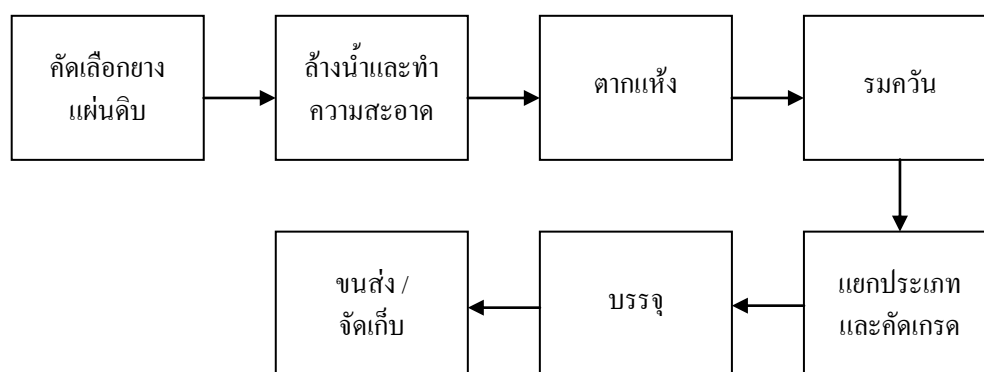 คัดเลือกยาง
แผ่นดิบ
ล้างน้ำและทำ
ความสะอาด
ตากแห้ง
รมควัน
แยกประเภท
และคัดเกรด
บรรจุ
ขนส่ง /
จัดเก็บ